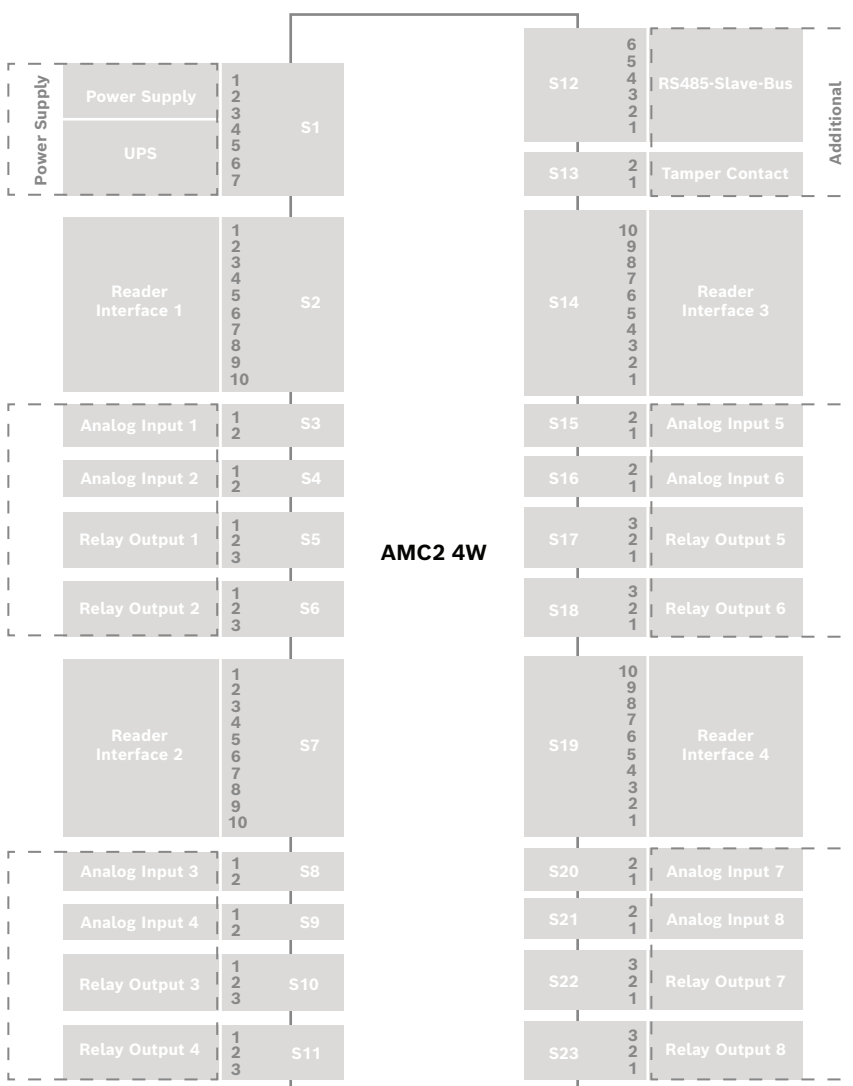 Power Supply
Power Supply
UPS
1
2
3
4
5
6
7
S1
Reader
Interface 1
1
2
3
4
5
6
7
8
9
10
S2
Analog Input 1
1
2
S3
Analog Input 2
1
2
S4
Relay Output 1
1
2
3
S5
Relay Output 2
1
2
3
S6
Reader
Interface 2
1
2
3
4
5
6
7
8
9
10
S7
Analog Input 3
1
2
S8
Analog Input 4
1
2
S9
Relay Output 3
1
2
3
S10
Relay Output 4
1
2
3
S11
AMC2 4W
S12
6
5
4
3
2
1
RS485-Slave-Bus
Additional
S13
2
1
Tamper Contact
S14
10
9
8
7
6
5
4
3
2
1
Reader
Interface 3
S15
2
1
Analog Input 5
S16
2
1
Analog Input 6
S17
3
2
1
Relay Output 5
S18
3
2
1
Relay Output 6
S19
10
9
8
7
6
5
4
3
2
1
Reader
Interface 4
S20
2
1
Analog Input 7
S21
2
1
Analog Input 8
S22
3
2
1
Relay Output 7
S23
3
2
1
Relay Output 8